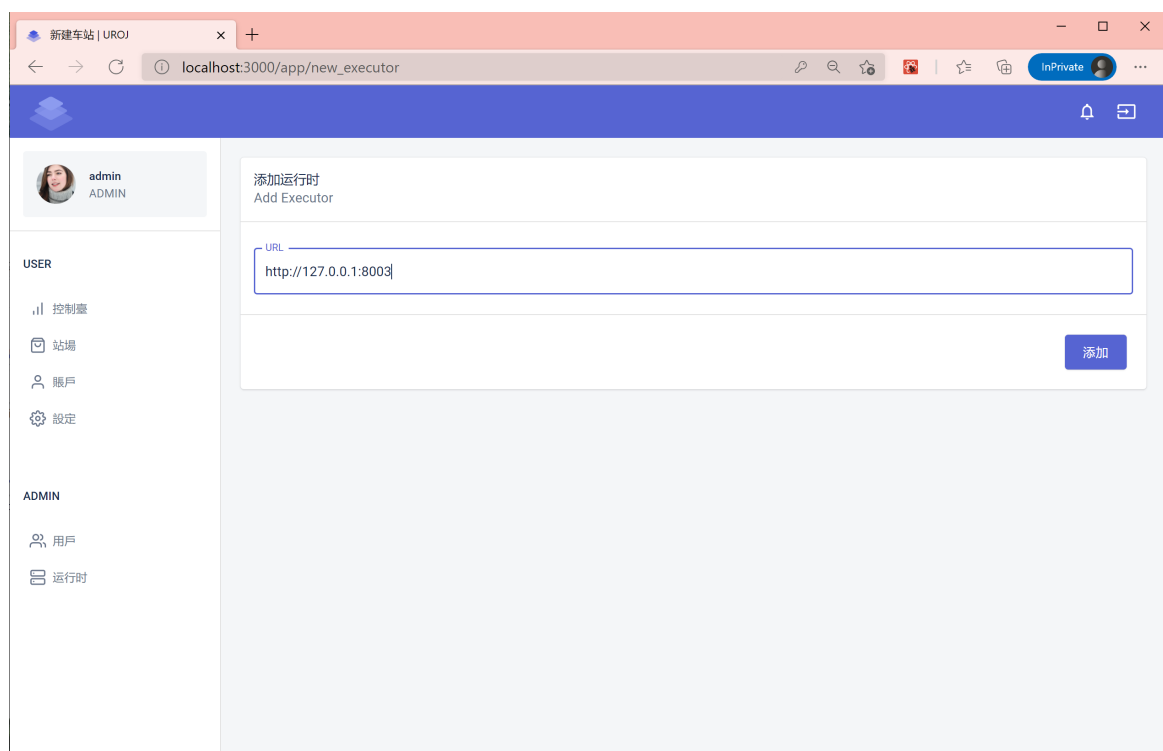 新建车站 | UROJ
localhost:3000/app/new_executor
InPrivate
admin
ADMIN
USER
控制臺
站場
賬戶
設定
ADMIN
用戶
运行时
添加运行时
Add Executor
URL
http://127.0.0.1:8003
添加